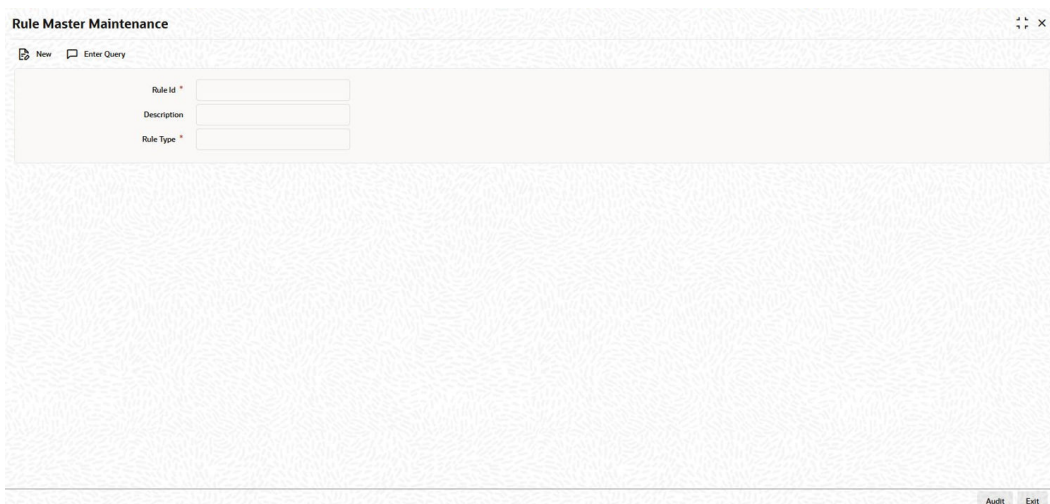 Rule Master Maintenance
New Enter Query
Rule Id *
Description
Rule Type *
Audit Exit